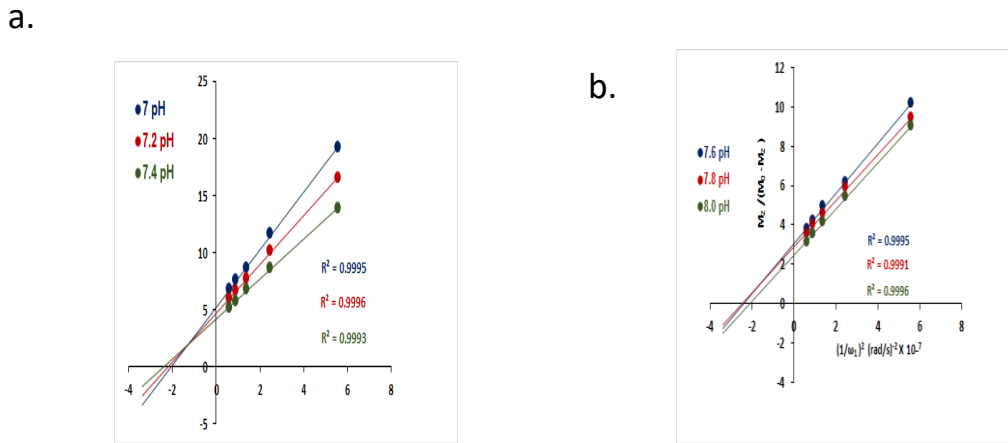 a.
25
20
15
10
5
0
-5
-4
-2
0
2
4
6
8
7 pH
7.2 pH
7.4 pH
R² = 0.9995
R² = 0.9996
R² = 0.9993
b.
12
10
8
6
4
2
0
-2
-4
-4
-2
0
2
4
6
8
M_z /(M_0 -M_z )
7.6 pH
7.8 pH
8.0 pH
R² = 0.9995
R² = 0.9991
R² = 0.9996
(1/ω₁)² (rad/s)⁻² X 10⁻⁷